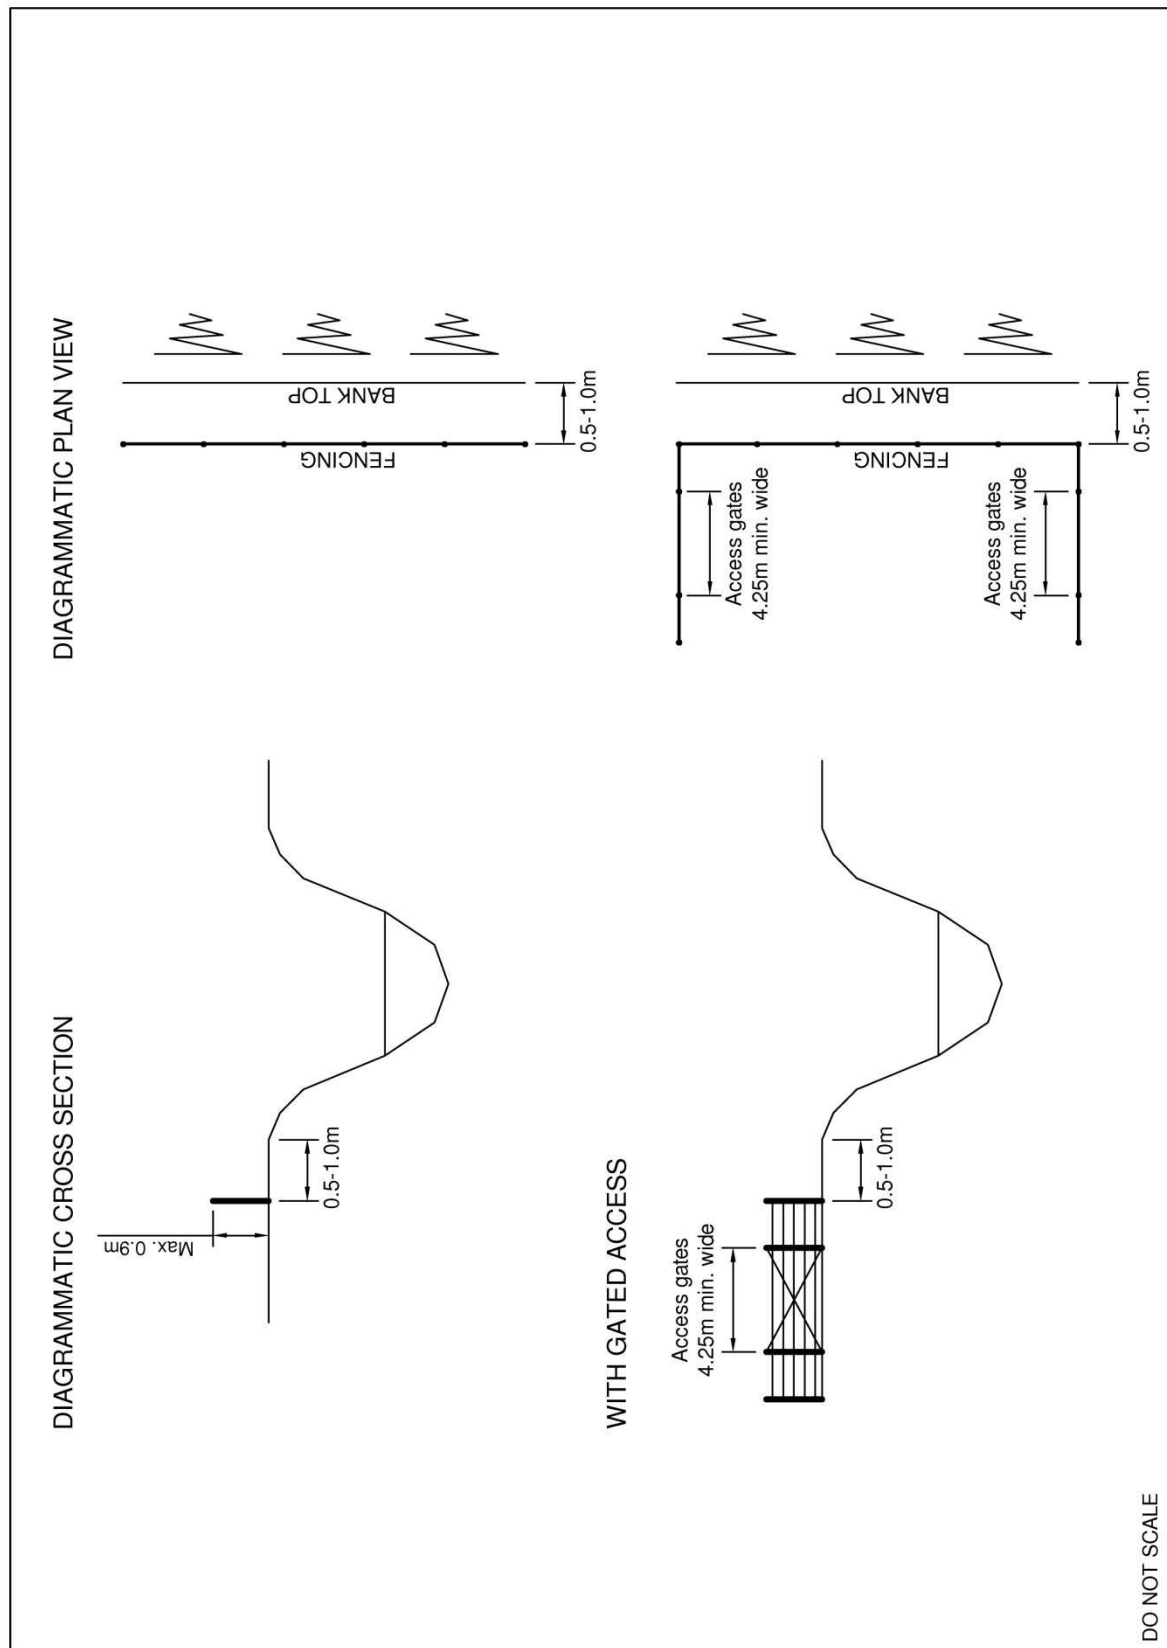 DIAGRAMMATIC CROSS SECTION
DIAGRAMMATIC PLAN VIEW
Max. 0.9m
0.5-1.0m
FENCING
BANK TOP
0.5-1.0m
WITH GATED ACCESS
Access gates
4.25m min. wide
0.5-1.0m
Access gates
4.25m min. wide
FENCING
BANK TOP
Access gates
4.25m min. wide
0.5-1.0m
DO NOT SCALE